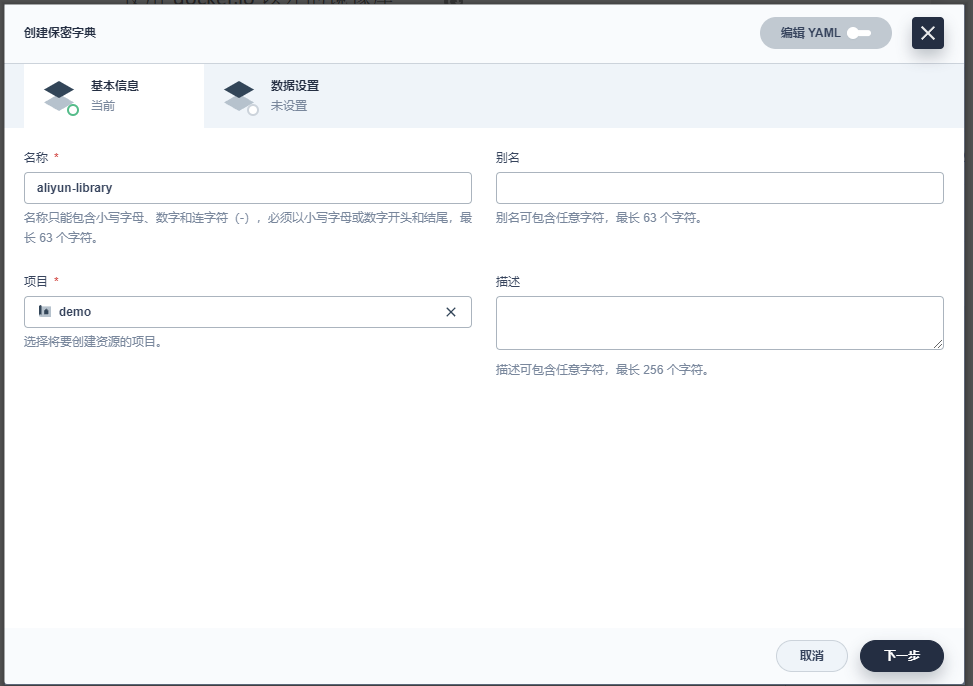 创建保密字典
编辑 YAML
基本信息
当前
数据设置
未设置
名称 *
aliyun-library
名称只能包含小写字母、数字和连字符（-），必须以小写字母或数字开头和结尾，最
长 63 个字符。
别名
别名可包含任意字符，最长 63 个字符。
项目 *
demo
选择将要创建资源的项目。
描述
描述可包含任意字符，最长 256 个字符。
取消
下一步